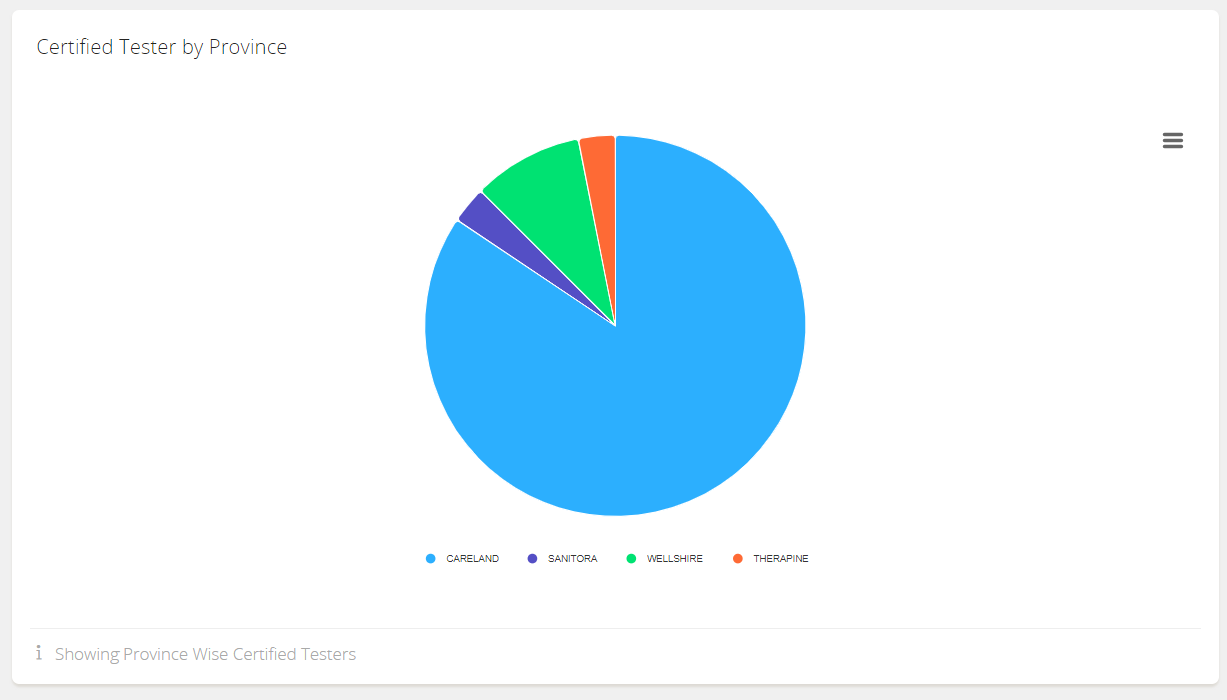 Certified Tester by Province
CARELAND SANITORA WELLSHIRE THERAPINE
Showing Province Wise Certified Testers